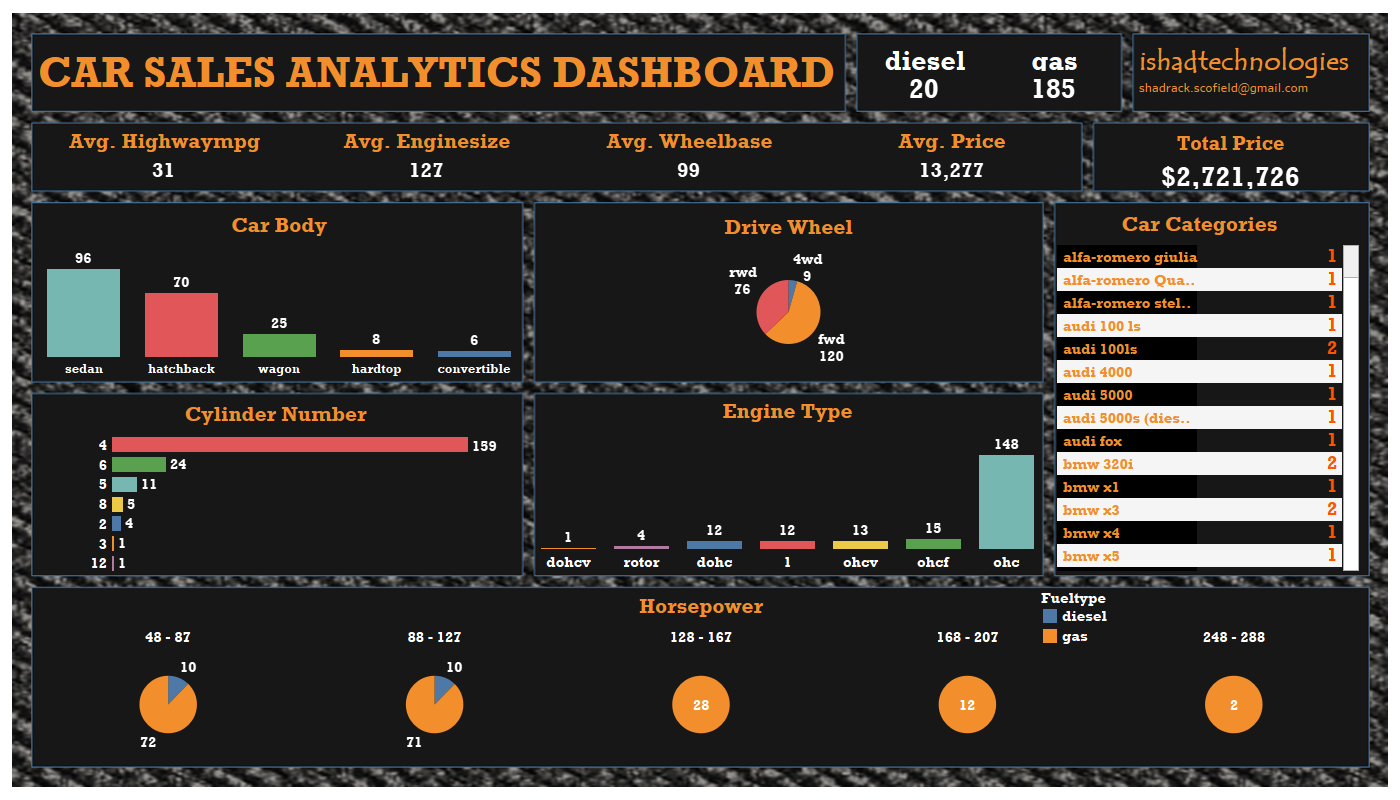 CAR SALES ANALYTICS DASHBOARD
diesel gas
20 185
ishadtechnologies
shadrack.scofield@gmail.com
Avg. Highwaympg Avg. Enginesize Avg. Wheelbase Avg. Price
31 127 99 13,277
Total Price
$2,721,726
Car Body
96
70
25
8
6
sedan hatchback wagon hardtop convertible
Drive Wheel
4wd
9
rwd
76
fwd
120
Car Categories
alfa-romero giulia 1
alfa-romero Qua.. 1
alfa-romero stel.. 1
audi 100 ls 1
audi 100ls 2
audi 4000 1
audi 5000 1
audi 5000s (dies.. 1
audi fox 1
bmw 320i 2
bmw x1 1
bmw x3 2
bmw x4 1
bmw x5 1
Cylinder Number
4 159
6 24
5 11
8 5
2 4
3 1
12 1
Engine Type
1 4 12 12 13 15 148
dohcv rotor dohc l ohcv ohcf ohc
Horsepower
Fueltype
diesel
gas
48 - 87 88 - 127 128 - 167 168 - 207 248 - 288
10 10
28 12 2
72 71